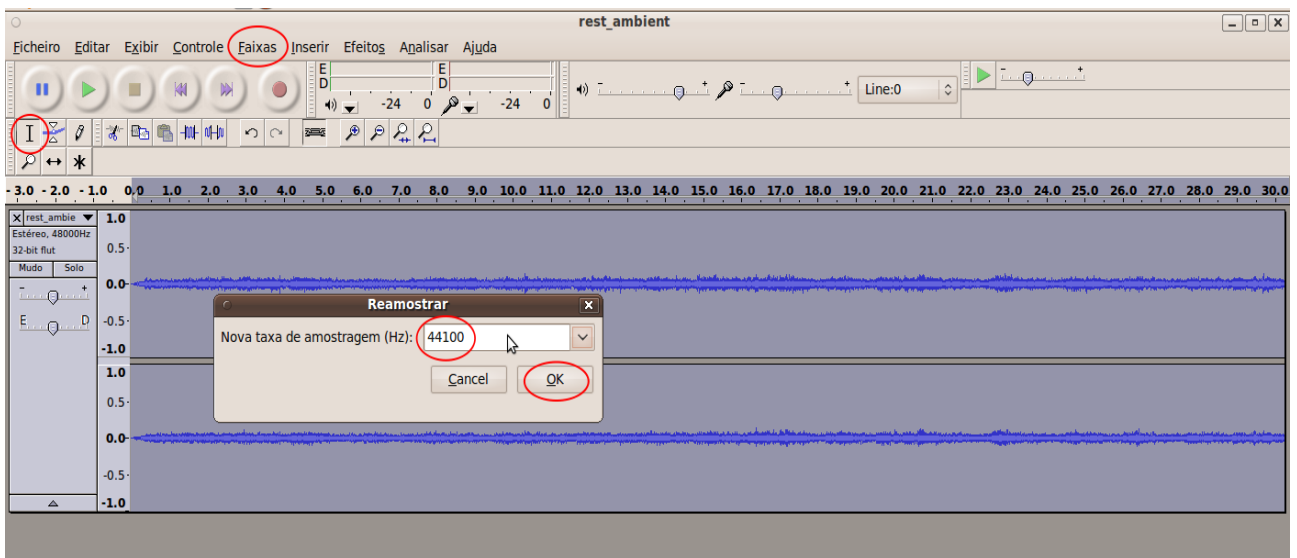 rest_ambient
Ficheiro Editar Exibir Controle Faixas Inserir Efeitos Analisar Ajuda
E E
D D
-24 0 -24 0
- + - + Line:0 - +
- 3.0 - 2.0 - 1.0 0.0 1.0 2.0 3.0 4.0 5.0 6.0 7.0 8.0 9.0 10.0 11.0 12.0 13.0 14.0 15.0 16.0 17.0 18.0 19.0 20.0 21.0 22.0 23.0 24.0 25.0 26.0 27.0 28.0 29.0 30.0
X rest_ambie 1.0
Estéreo, 48000Hz
32-bit flut 0.5
Mudo Solo
- + 0.0
E D -0.5
-1.0
Reamostrar
Nova taxa de amostragem (Hz): 44100
Cancel OK
1.0
0.5
0.0
-0.5
-1.0